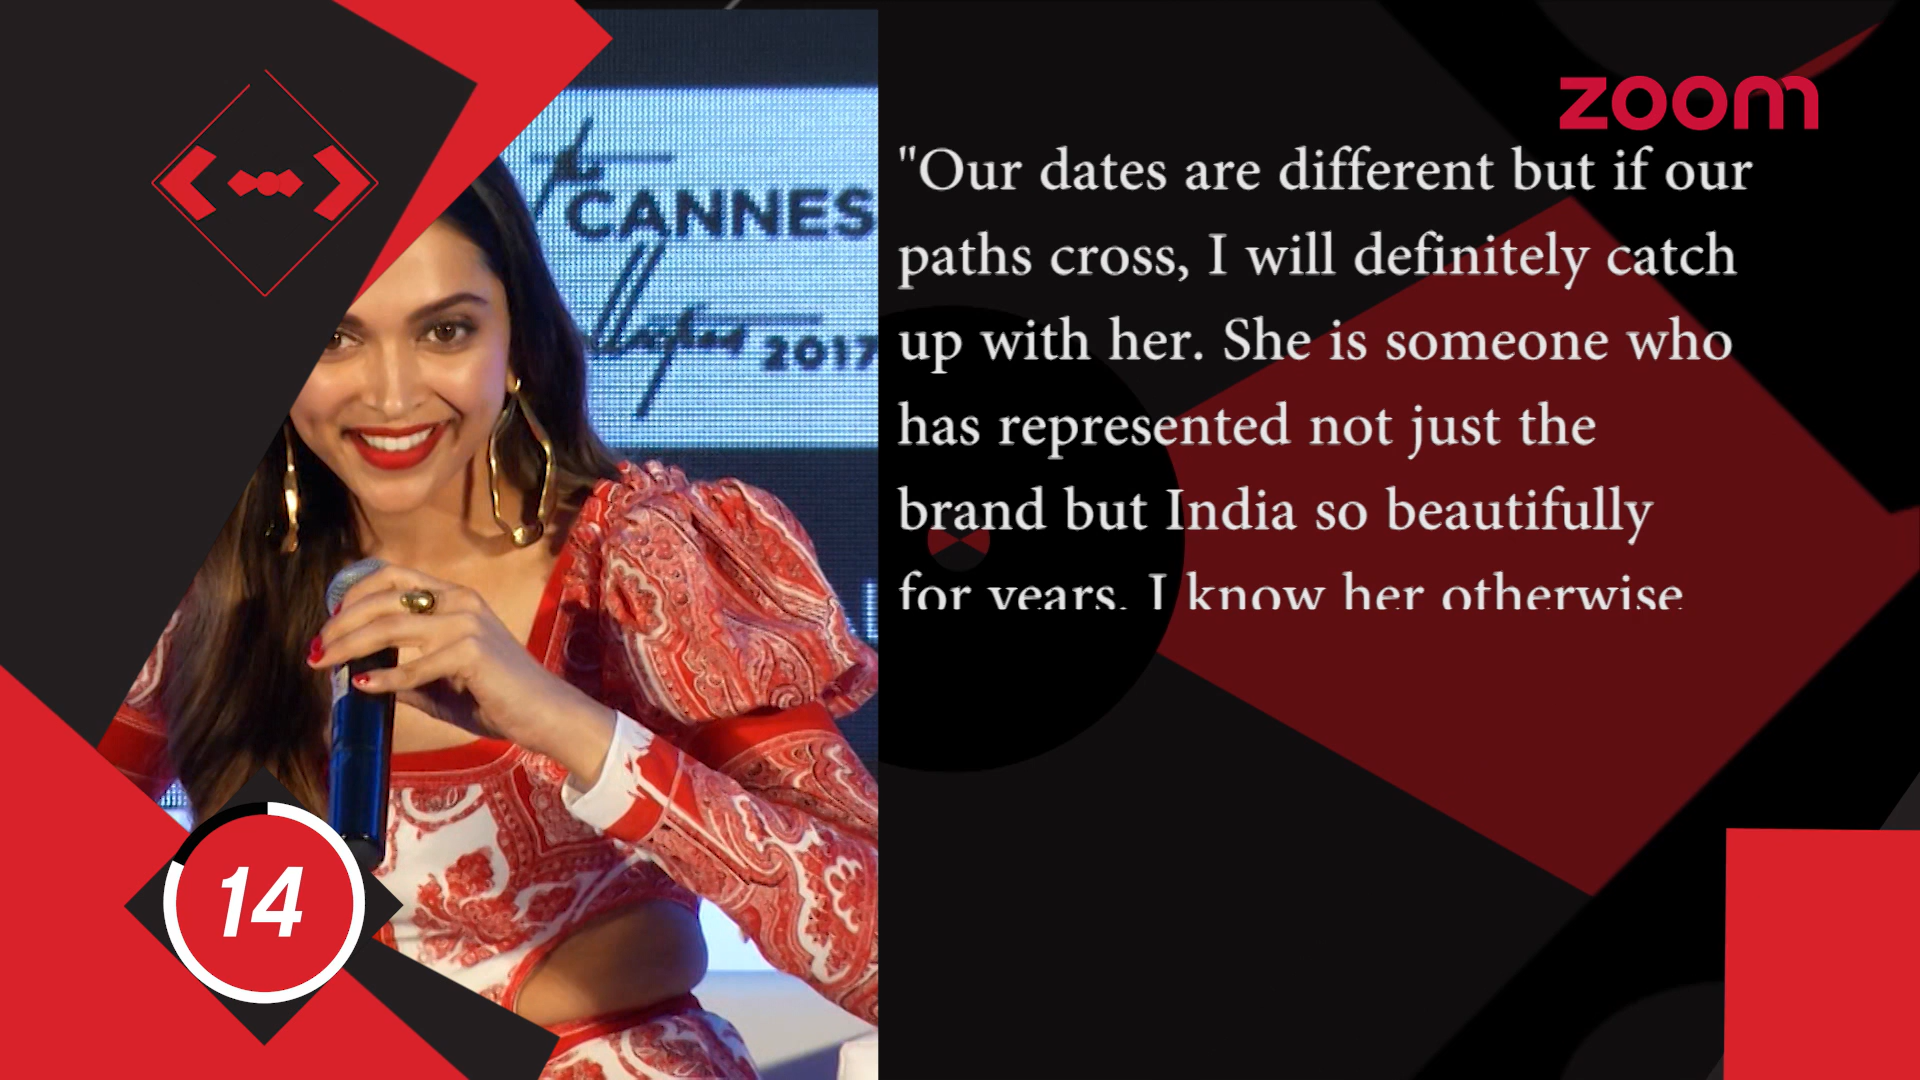 zoom
the
CANNES
2017
"Our dates are different but if our
paths cross, I will definitely catch
up with her. She is someone who
has represented not just the
brand but India so beautifully
for years. I know her otherwise
14